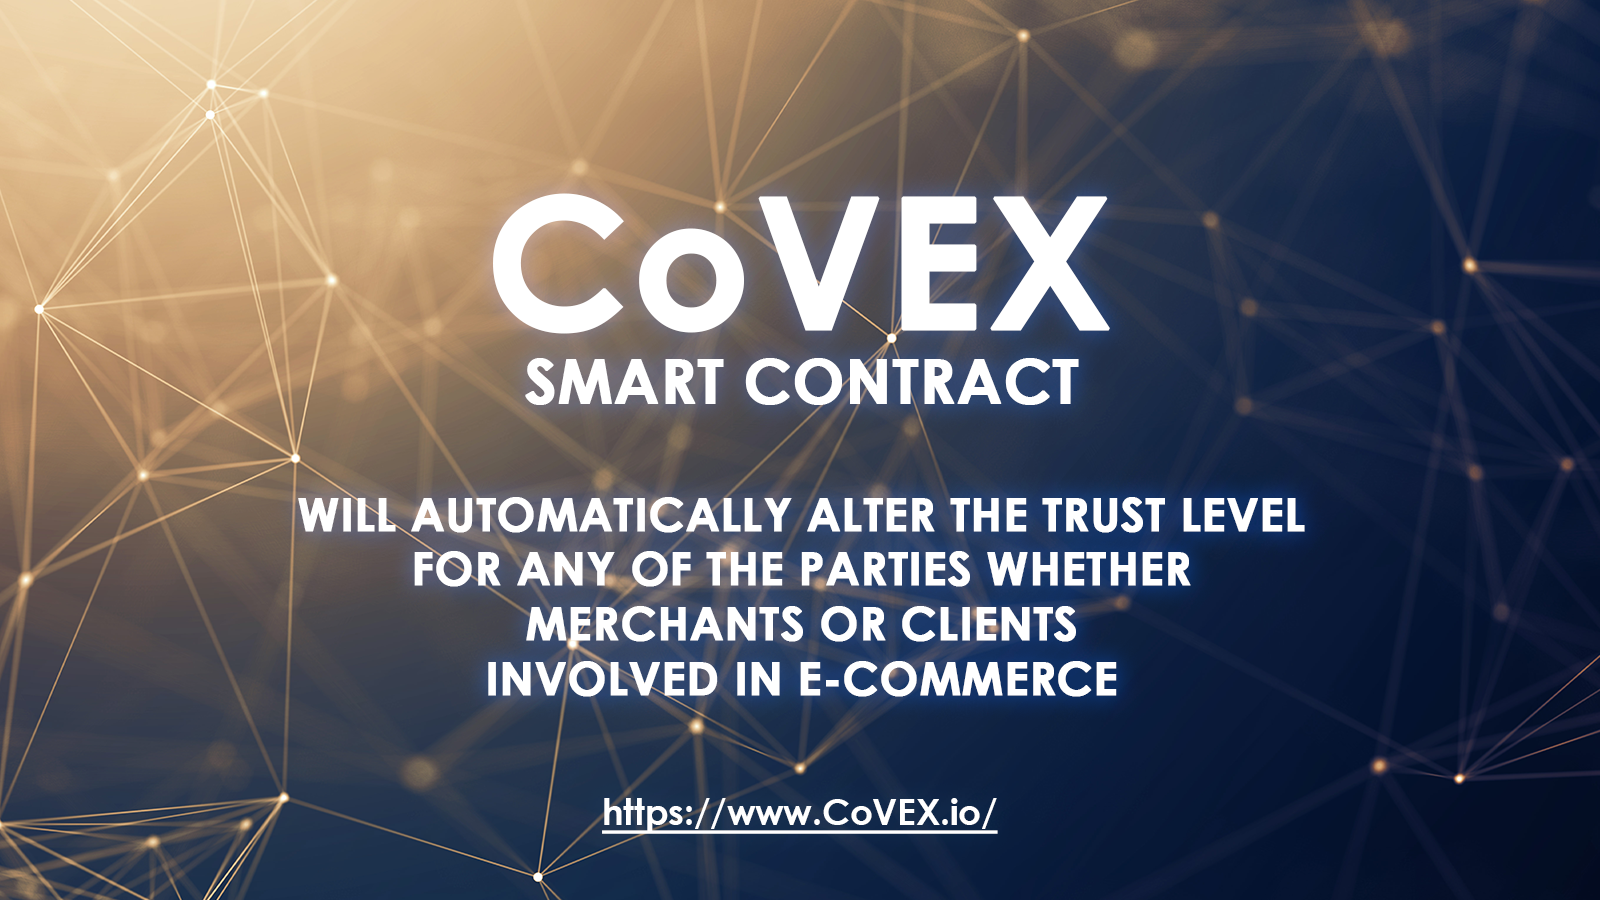 CoVEX
SMART CONTRACT
WILL AUTOMATICALLY ALTER THE TRUST LEVEL
FOR ANY OF THE PARTIES WHETHER
MERCHANTS OR CLIENTS
INVOLVED IN E-COMMERCE
https://www.CoVEX.io/